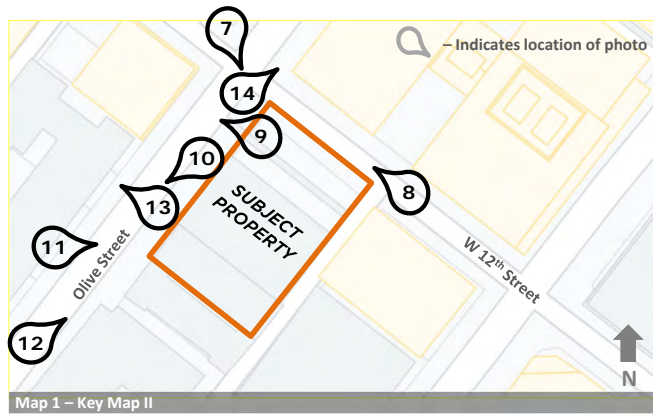 7
– Indicates location of photo
14
9
10
8
SUBJECT
PROPERTY
13
11
Olive Street
W 12th Street
12
N
Map 1 – Key Map II